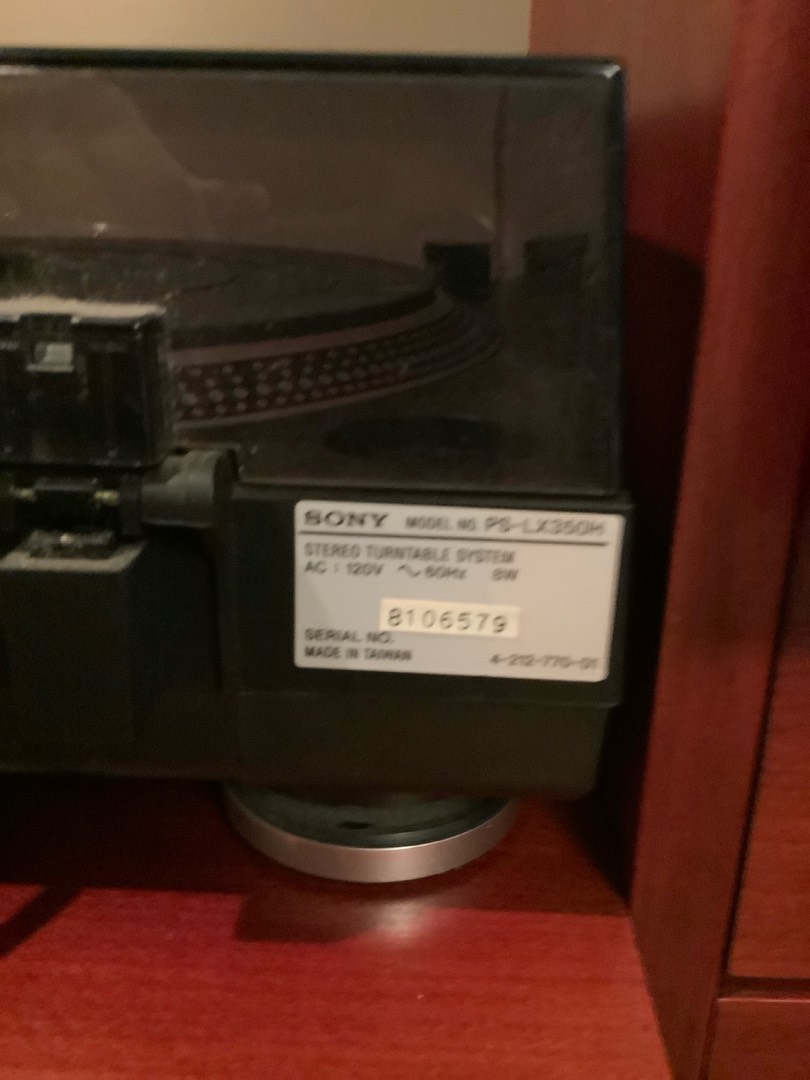 SONY MODEL NO. PS-LX350H
STEREO TURNTABLE SYSTEM
AC : 120V ~ 60Hz 8W
8106579
SERIAL NO.
MADE IN TAIWAN 4-212-770-01